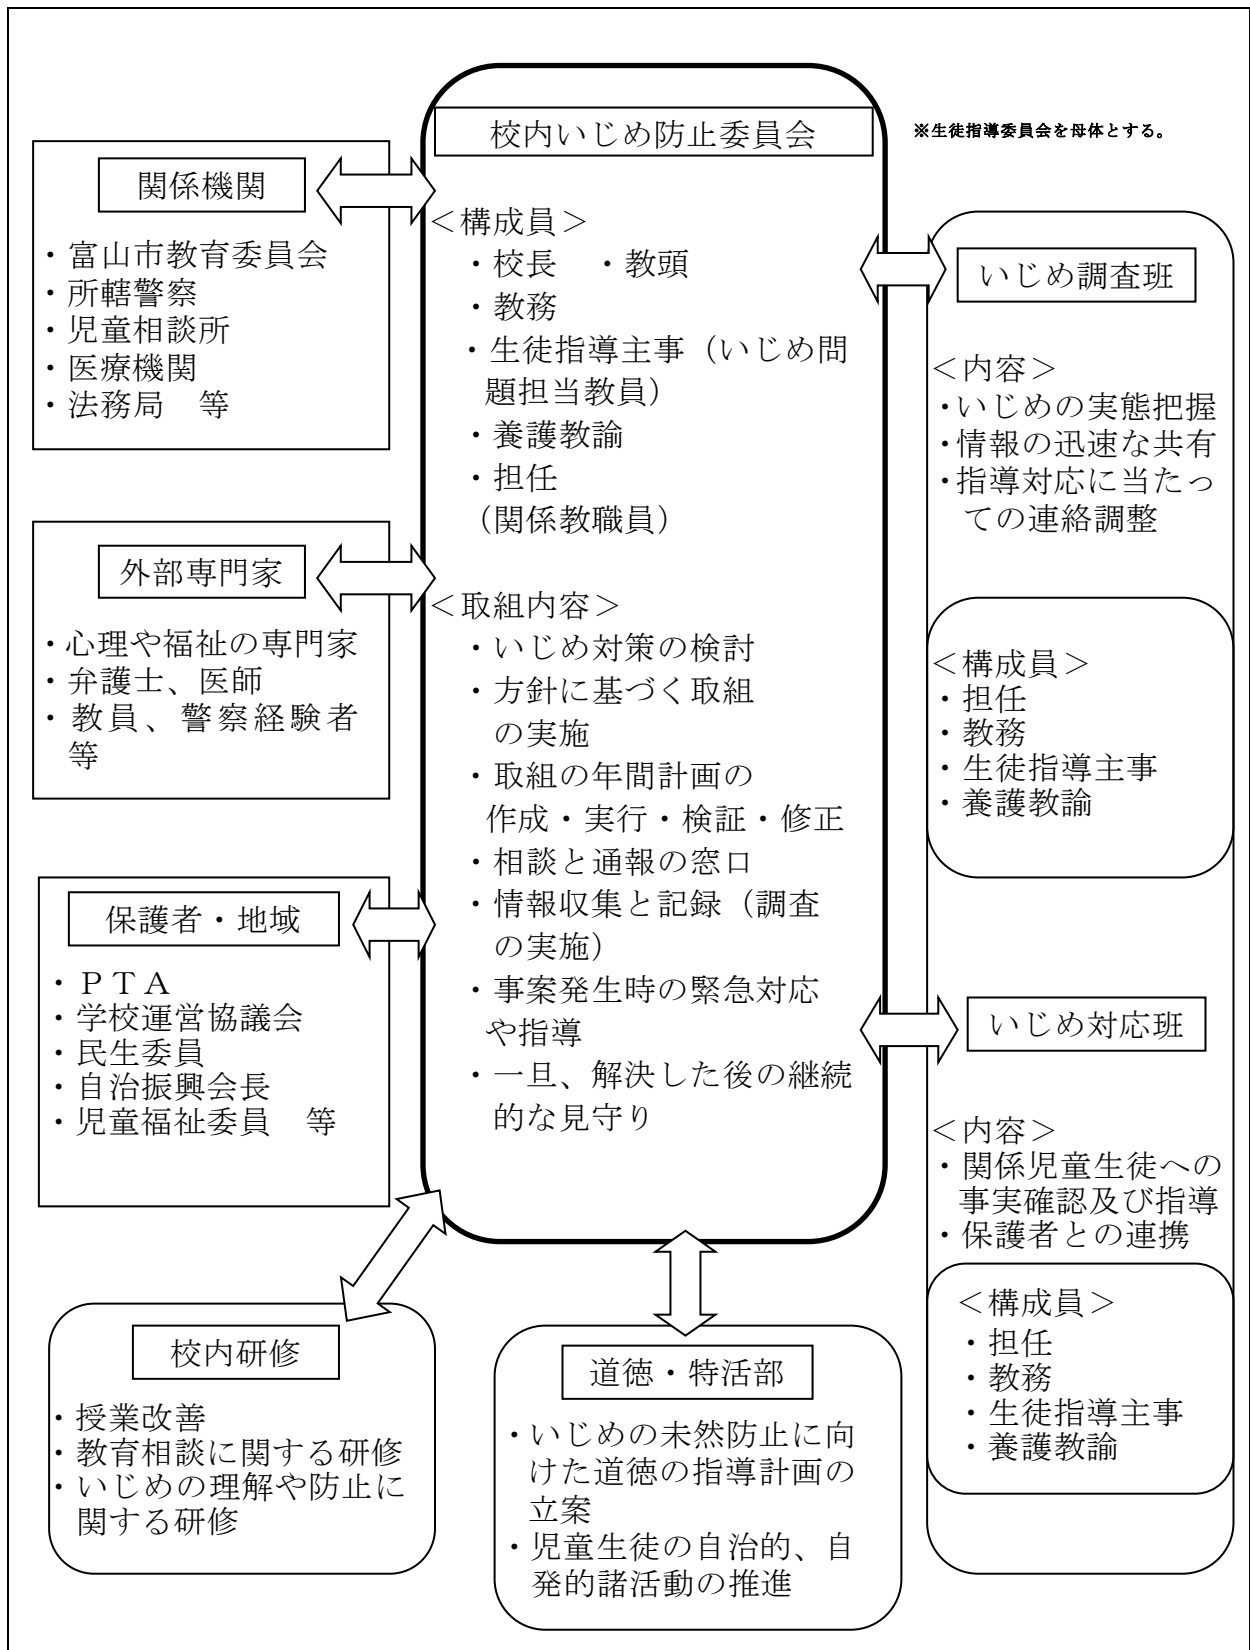 校内いじめ防止委員会
※生徒指導委員会を母体とする。
＜構成員＞
・校長　・教頭
・教務
・生徒指導主事（いじめ問
題担当教員）
・養護教諭
・担任
（関係教職員）
＜取組内容＞
・いじめ対策の検討
・方針に基づく取組
の実施
・取組の年間計画の
作成・実行・検証・修正
・相談と通報の窓口
・情報収集と記録（調査
の実施）
・事案発生時の緊急対応
や指導
・一旦、解決した後の継続
的な見守り
関係機関
・富山市教育委員会
・所轄警察
・児童相談所
・医療機関
・法務局　等
外部専門家
・心理や福祉の専門家
・弁護士、医師
・教員、警察経験者
等
保護者・地域
・ＰＴＡ
・学校運営協議会
・民生委員
・自治振興会長
・児童福祉委員　等
いじめ調査班
＜内容＞
・いじめの実態把握
・情報の迅速な共有
・指導対応に当たっ
ての連絡調整
＜構成員＞
・担任
・教務
・生徒指導主事
・養護教諭
いじめ対応班
＜内容＞
・関係児童生徒への
事実確認及び指導
・保護者との連携
＜構成員＞
・担任
・教務
・生徒指導主事
・養護教諭
校内研修
・授業改善
・教育相談に関する研修
・いじめの理解や防止に
関する研修
道徳・特活部
・いじめの未然防止に向
けた道徳の指導計画の
立案
・児童生徒の自治的、自
発的諸活動の推進